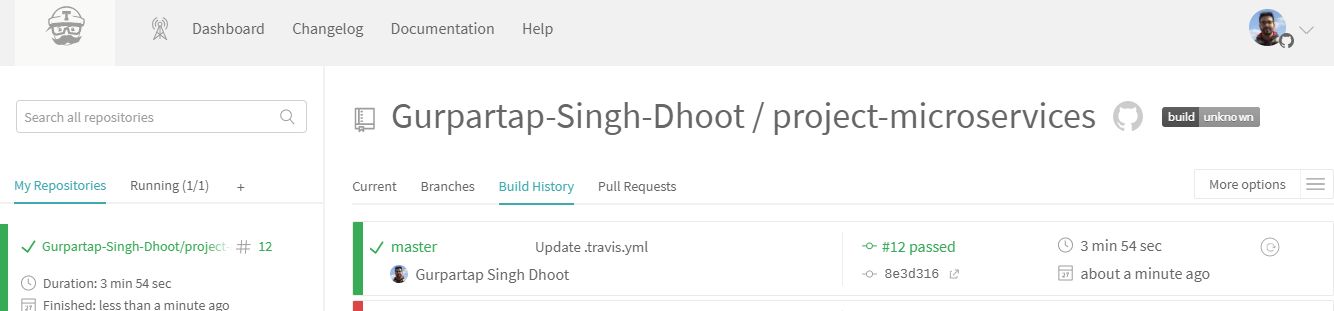 Dashboard Changelog Documentation Help
Search all repositories
Gurpartap-Singh-Dhoot / project-microservices build unknown
My Repositories Running (1/1) +
Current Branches Build History Pull Requests More options
Gurpartap-Singh-Dhoot/project- # 12
Duration: 3 min 54 sec
Finished: less than a minute ago
master Update .travis.yml #12 passed 3 min 54 sec
Gurpartap Singh Dhoot 8e3d316 about a minute ago